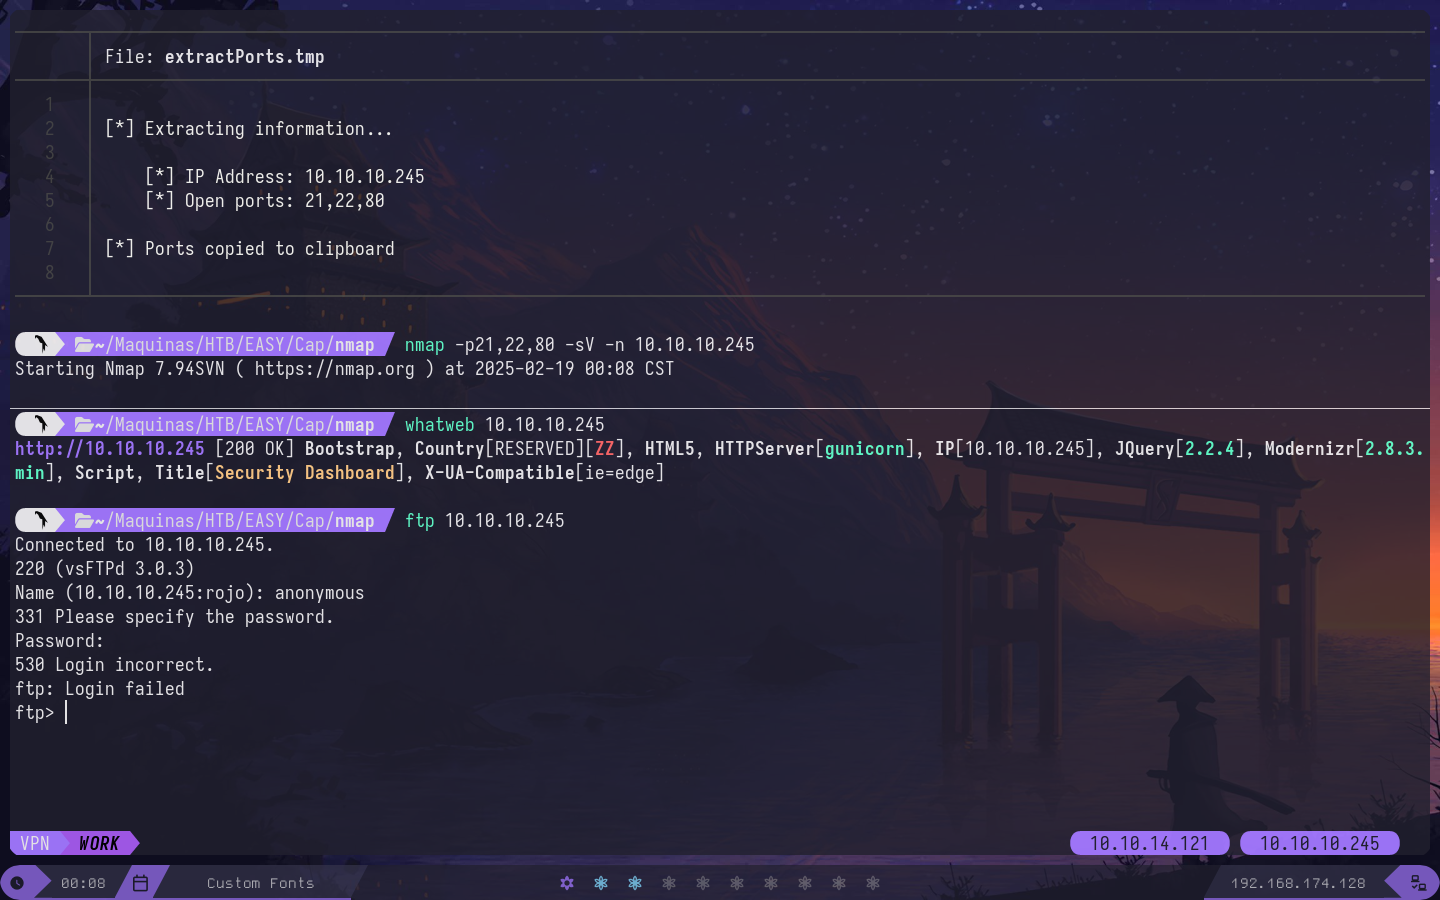 File: extractPorts.tmp
1
2 [*] Extracting information...
3
4 [*] IP Address: 10.10.10.245
5 [*] Open ports: 21,22,80
6
7 [*] Ports copied to clipboard
8
~/Maquinas/HTB/EASY/Cap/nmap nmap -p21,22,80 -sV -n 10.10.10.245
Starting Nmap 7.94SVN ( https://nmap.org ) at 2025-02-19 00:08 CST
~/Maquinas/HTB/EASY/Cap/nmap whatweb 10.10.10.245
http://10.10.10.245 [200 OK] Bootstrap, Country[RESERVED][ZZ], HTML5, HTTPServer[gunicorn], IP[10.10.10.245], JQuery[2.2.4], Modernizr[2.8.3.
min], Script, Title[Security Dashboard], X-UA-Compatible[ie=edge]
~/Maquinas/HTB/EASY/Cap/nmap ftp 10.10.10.245
Connected to 10.10.10.245.
220 (vsFTPd 3.0.3)
Name (10.10.10.245:rojo): anonymous
331 Please specify the password.
Password:
530 Login incorrect.
ftp: Login failed
ftp>
VPN WORK 10.10.14.121 10.10.10.245
00:08 Custom Fonts 192.168.174.128